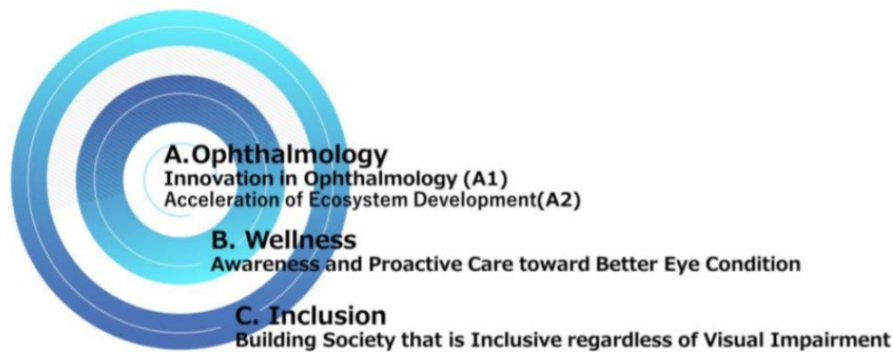 A.Ophthalmology
Innovation in Ophthalmology (A1)
Acceleration of Ecosystem Development(A2)
B. Wellness
Awareness and Proactive Care toward Better Eye Condition
C. Inclusion
Building Society that is Inclusive regardless of Visual Impairment